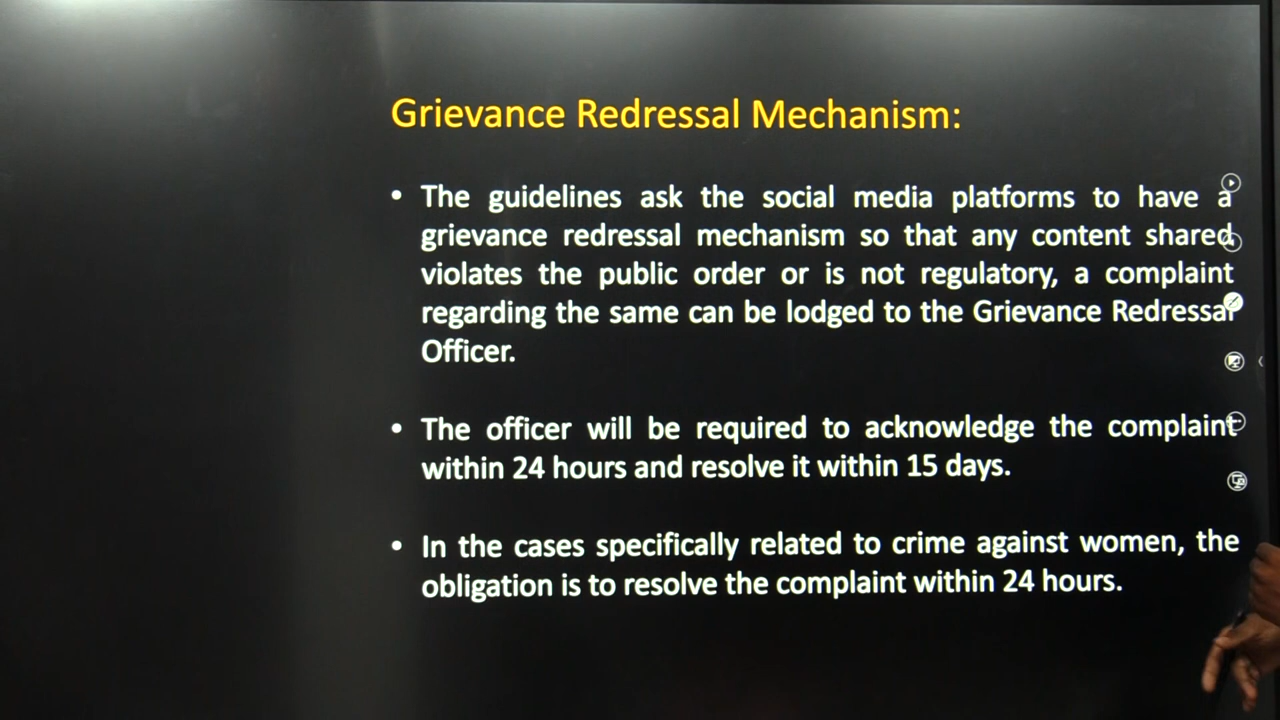 Grievance Redressal Mechanism:
• The guidelines ask the social media platforms to have a
grievance redressal mechanism so that any content shared
violates the public order or is not regulatory, a complaint
regarding the same can be lodged to the Grievance Redressal
Officer.
• The officer will be required to acknowledge the complaint
within 24 hours and resolve it within 15 days.
• In the cases specifically related to crime against women, the
obligation is to resolve the complaint within 24 hours.